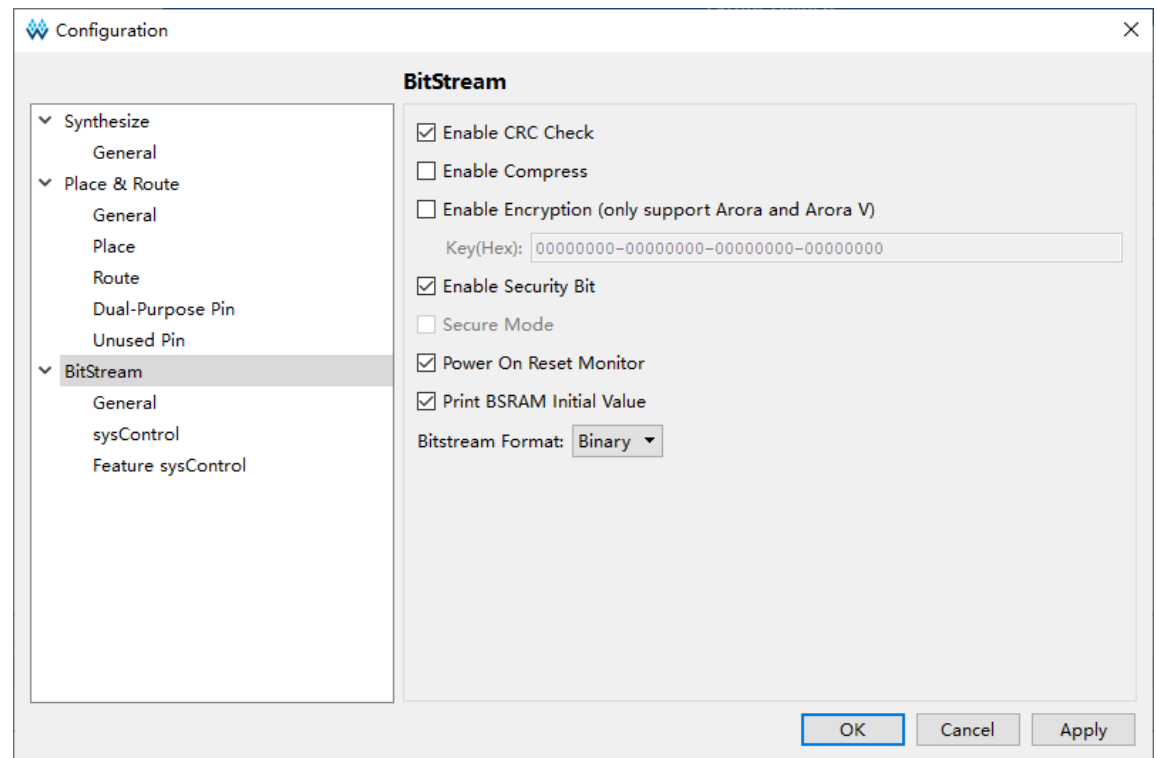 Configuration
BitStream
Synthesize
General
Place & Route
General
Place
Route
Dual-Purpose Pin
Unused Pin
BitStream
General
sysControl
Feature sysControl
Enable CRC Check
Enable Compress
Enable Encryption (only support Arora and Arora V)
Key(Hex): 00000000-00000000-00000000-00000000
Enable Security Bit
Secure Mode
Power On Reset Monitor
Print BSRAM Initial Value
Bitstream Format: Binary
OK Cancel Apply